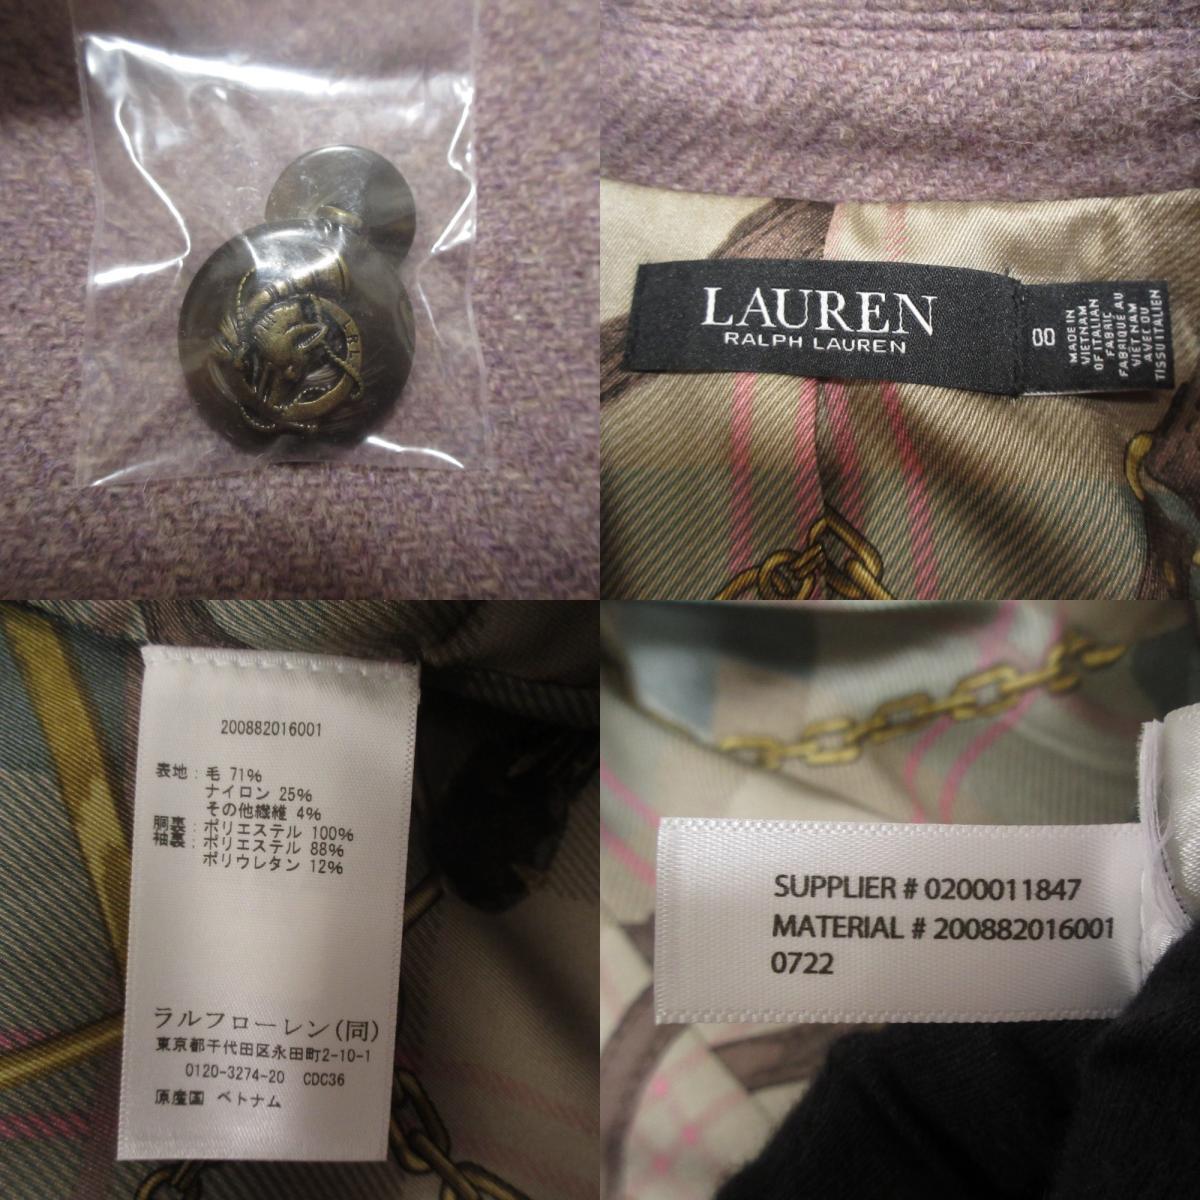 LRL
LAUREN
RALPH LAUREN
00
MADE IN
VIETNAM
OF ITALIAN
FABRIC
FABRIQUÉ AU
VIET NAM
AVEC DU
TISSU ITALIEN
200882016001
表地：毛 71%
ナイロン 25%
その他繊維 4%
胴裏：ポリエステル 100%
袖裏：ポリエステル 88%
ポリウレタン 12%
ラルフローレン(同)
東京都千代田区永田町2-10-1
0120-3274-20 CDC36
原産国 ベトナム
SUPPLIER # 0200011847
MATERIAL # 200882016001
0722